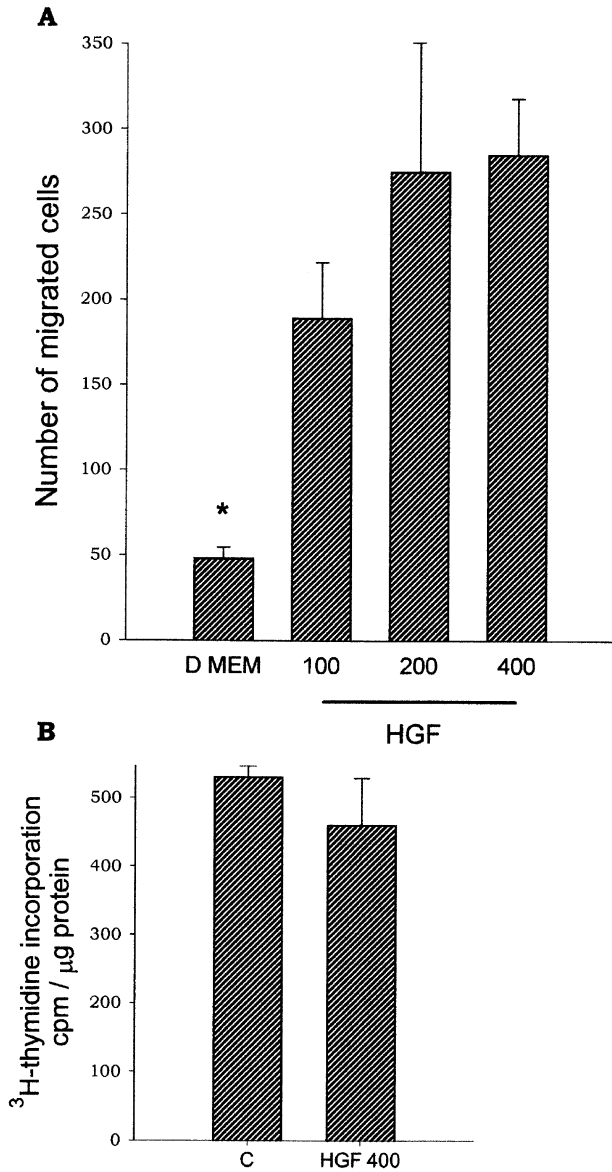 A
350
300
250
200
150
100
50
0
Number of migrated cells
*
D MEM 100 200 400
HGF
B
500
400
300
200
100
0
³H-thymidine incorporation
cpm / µg protein
C HGF 400